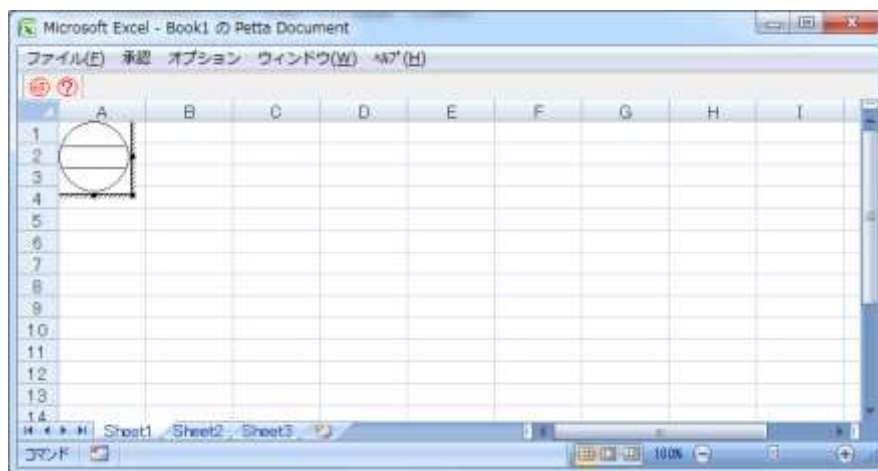 Microsoft Excel - Book1 の Petta Document
ファイル(F) 承認 オプション ウィンドウ(W) ﾍﾙﾌﾟ(H)
A B C D E F G H I
1
2
3
4
5
6
7
8
9
10
11
12
13
14
Sheet1 Sheet2 Sheet3
コマンド 100%